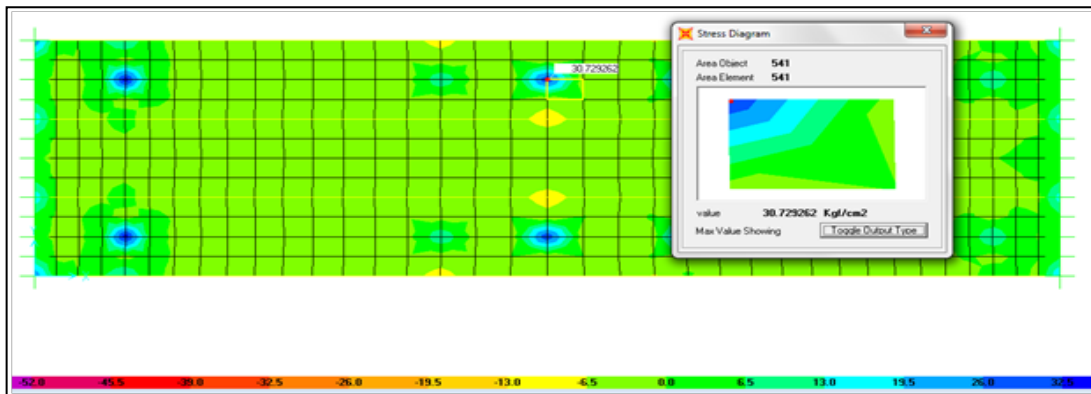 Stress Diagram
30.729262
Area Object 541
Area Element 541
value 30.729262 Kgf/cm2
Max Value Showing Toggle Output Type
-52.0 -45.5 -39.0 -32.5 -26.0 -19.5 -13.0 -6.5 0.0 6.5 13.0 19.5 26.0 32.5